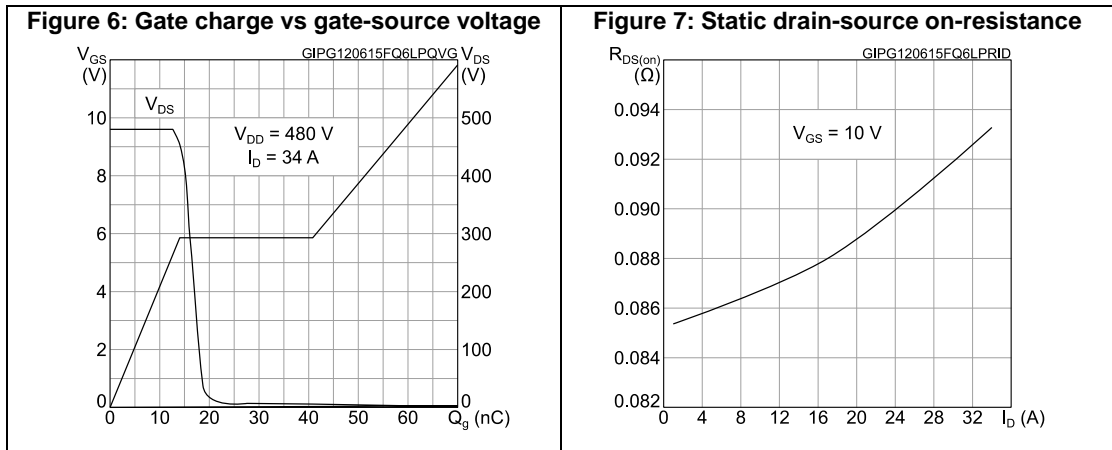 Figure 6: Gate charge vs gate-source voltage
VGS
(V)
GIPG120615FQ6LPQVG
VDS
(V)
VDS
VDD = 480 V
ID = 34 A
10
8
6
4
2
0
500
400
300
200
100
0
0 10 20 30 40 50 60 Qg (nC)
Figure 7: Static drain-source on-resistance
RDS(on)
(Ω)
GIPG120615FQ6LPRID
VGS = 10 V
0.094
0.092
0.090
0.088
0.086
0.084
0.082
0 4 8 12 16 20 24 28 32 ID (A)